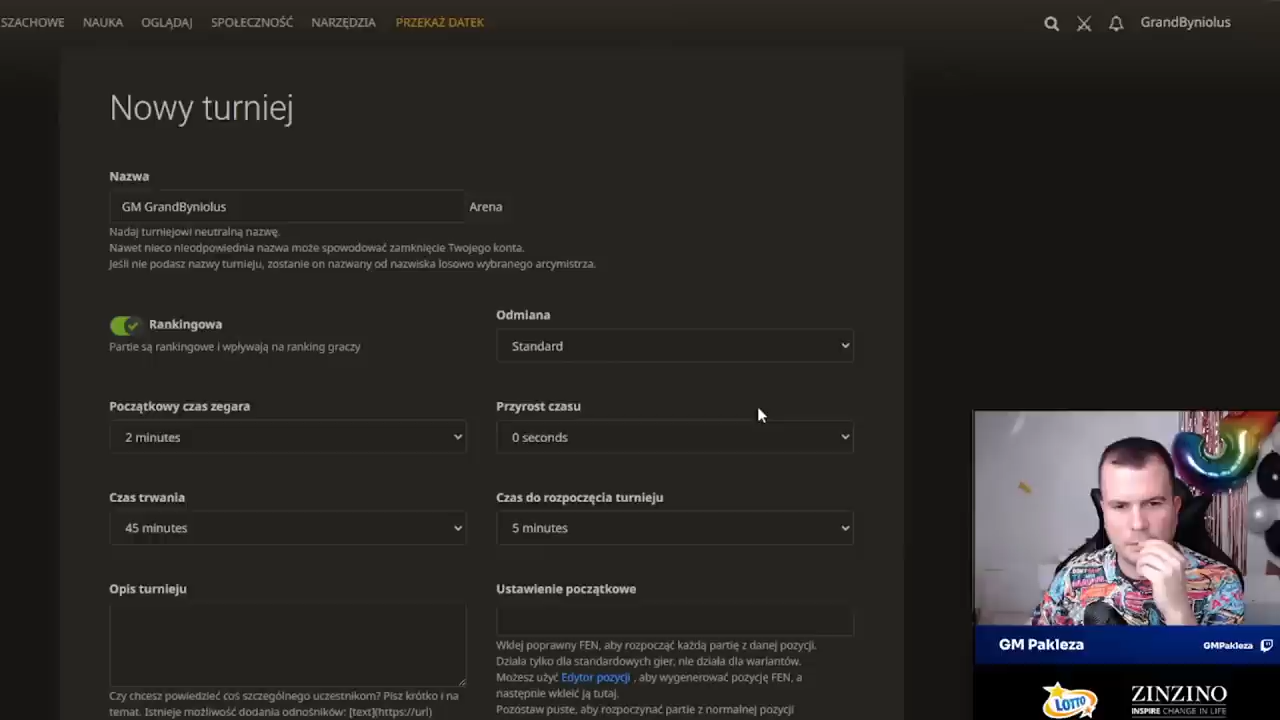 SZACHOWE NAUKA OGLĄDAJ SPOŁECZNOŚĆ NARZĘDZIA PRZEKAŻ DATEK GrandByniolus
Nowy turniej
Nazwa
GM GrandByniolus Arena
Nadaj turniejowi neutralną nazwę.
Nawet nieco nieodpowiednia nazwa może spowodować zamknięcie Twojego konta.
Jeśli nie podasz nazwy turnieju, zostanie on nazwany od nazwiska losowo wybranego arcymistrza.
Rankingowa
Partie są rankingowe i wpływają na ranking graczy
Odmiana
Standard
Początkowy czas zegara
2 minutes
Przyrost czasu
0 seconds
Czas trwania
45 minutes
Czas do rozpoczęcia turnieju
5 minutes
Opis turnieju
Czy chcesz powiedzieć coś szczególnego uczestnikom? Pisz krótko i na
temat. Istnieje możliwość dodania odnośników: [text](https://url)
Ustawienie początkowe
Wklej poprawny FEN, aby rozpocząć każdą partię z danej pozycji.
Działa tylko dla standardowych gier, nie działa dla wariantów.
Możesz użyć Edytor pozycji , aby wygenerować pozycję FEN, a
następnie wkleić ją tutaj.
Pozostaw puste, aby rozpoczynać partie z normalnej pozycji
GM Pakleza
GMPakleza
LOTTO
ZINZINO
INSPIRE CHANGE IN LIFE